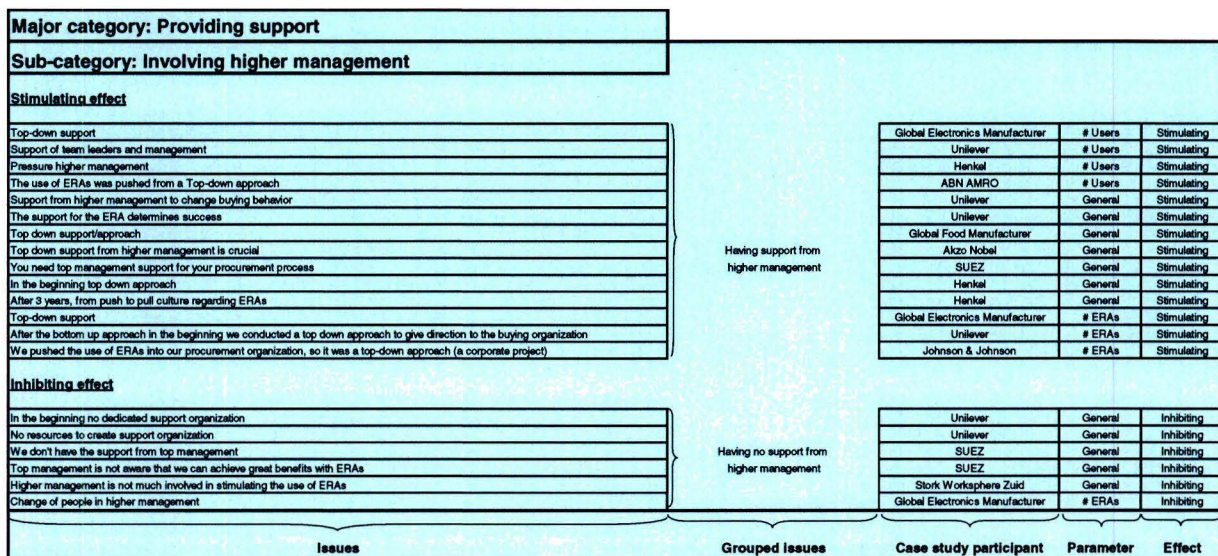 Major category: Providing support
Sub-category: Involving higher management
Stimulating effect
Top-down support Global Electronics Manufacturer # Users Stimulating
Support of team leaders and management Unilever # Users Stimulating
Pressure higher management Henkel # Users Stimulating
The use of ERAs was pushed from a Top-down approach ABN AMRO # Users Stimulating
Support from higher management to change buying behavior Unilever General Stimulating
The support for the ERA determines success Unilever General Stimulating
Top down support/approach Global Food Manufacturer General Stimulating
Top down support from higher management is crucial Having support from Akzo Nobel General Stimulating
You need top management support for your procurement process higher management SUEZ General Stimulating
In the beginning top down approach Henkel General Stimulating
After 3 years, from push to pull culture regarding ERAs Henkel General Stimulating
Top-down support Global Electronics Manufacturer # ERAs Stimulating
After the bottom up approach in the beginning we conducted a top down approach to give direction to the buying organization Unilever # ERAs Stimulating
We pushed the use of ERAs into our procurement organization, so it was a top-down approach (a corporate project) Johnson & Johnson # ERAs Stimulating
Inhibiting effect
In the beginning no dedicated support organization Unilever General Inhibiting
No resources to create support organization Unilever General Inhibiting
We don't have the support from top management Having no support from SUEZ General Inhibiting
Top management is not aware that we can achieve great benefits with ERAs higher management SUEZ General Inhibiting
Higher management is not much involved in stimulating the use of ERAs Stork Worksphere Zuid General Inhibiting
Change of people in higher management Global Electronics Manufacturer # ERAs Inhibiting
Issues Grouped issues Case study participant Parameter Effect